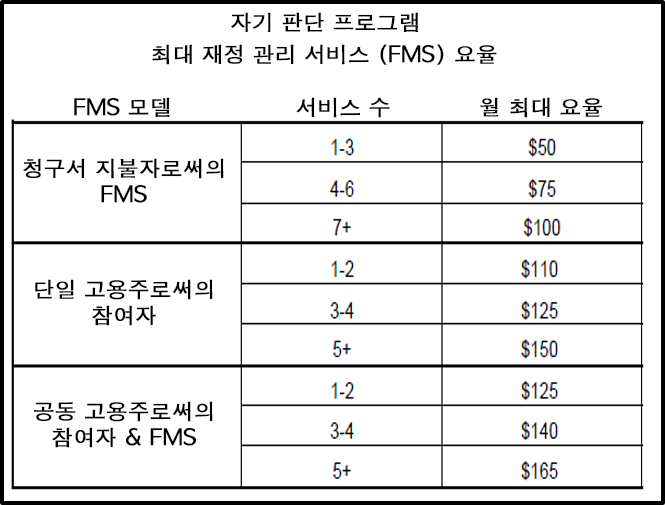 자기 판단 프로그램
최대 재정 관리 서비스 (FMS) 요율
FMS 모델 서비스 수 월 최대 요율
청구서 지불자로써의
FMS
1-3 $50
4-6 $75
7+ $100
단일 고용주로써의
참여자
1-2 $110
3-4 $125
5+ $150
공동 고용주로써의
참여자 & FMS
1-2 $125
3-4 $140
5+ $165